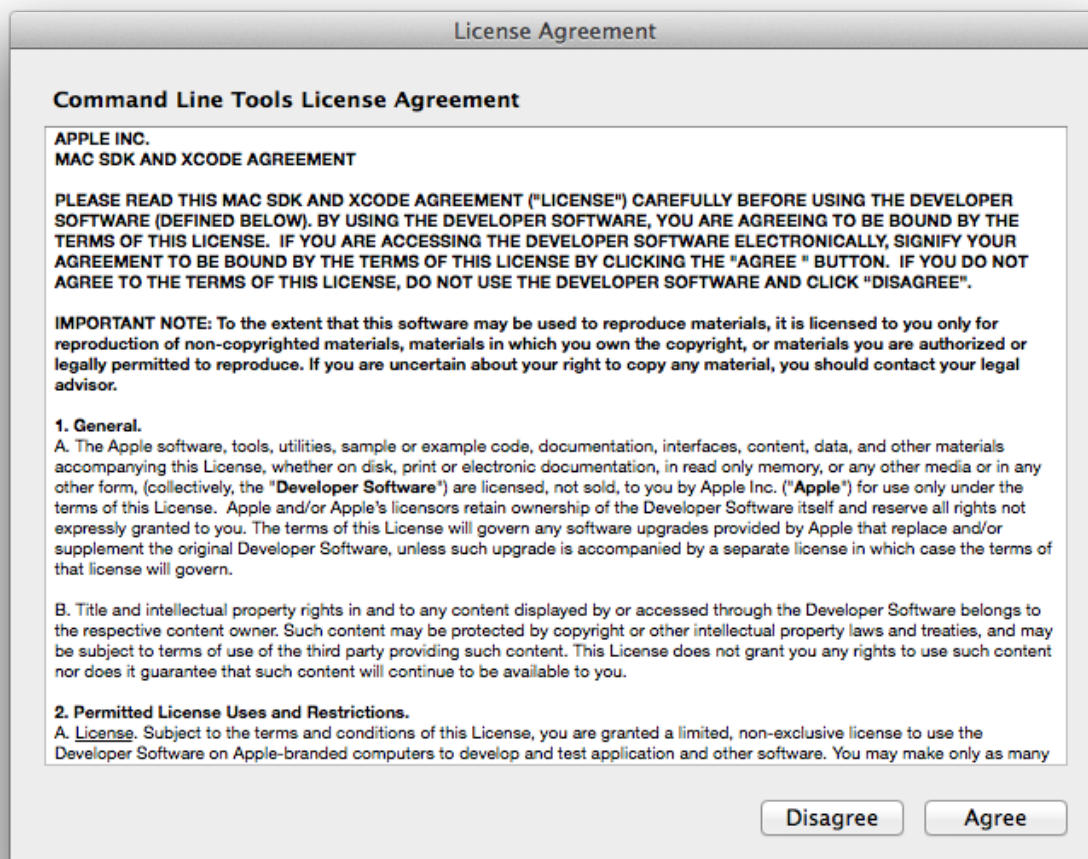 License Agreement
Command Line Tools License Agreement
APPLE INC.
MAC SDK AND XCODE AGREEMENT
PLEASE READ THIS MAC SDK AND XCODE AGREEMENT ("LICENSE") CAREFULLY BEFORE USING THE DEVELOPER
SOFTWARE (DEFINED BELOW). BY USING THE DEVELOPER SOFTWARE, YOU ARE AGREEING TO BE BOUND BY THE
TERMS OF THIS LICENSE.  IF YOU ARE ACCESSING THE DEVELOPER SOFTWARE ELECTRONICALLY, SIGNIFY YOUR
AGREEMENT TO BE BOUND BY THE TERMS OF THIS LICENSE BY CLICKING THE "AGREE " BUTTON.  IF YOU DO NOT
AGREE TO THE TERMS OF THIS LICENSE, DO NOT USE THE DEVELOPER SOFTWARE AND CLICK “DISAGREE”.
IMPORTANT NOTE: To the extent that this software may be used to reproduce materials, it is licensed to you only for
reproduction of non-copyrighted materials, materials in which you own the copyright, or materials you are authorized or
legally permitted to reproduce. If you are uncertain about your right to copy any material, you should contact your legal
advisor.
1. General.
A. The Apple software, tools, utilities, sample or example code, documentation, interfaces, content, data, and other materials
accompanying this License, whether on disk, print or electronic documentation, in read only memory, or any other media or in any
other form, (collectively, the "Developer Software") are licensed, not sold, to you by Apple Inc. ("Apple") for use only under the
terms of this License.  Apple and/or Apple’s licensors retain ownership of the Developer Software itself and reserve all rights not
expressly granted to you. The terms of this License will govern any software upgrades provided by Apple that replace and/or
supplement the original Developer Software, unless such upgrade is accompanied by a separate license in which case the terms of
that license will govern.
B. Title and intellectual property rights in and to any content displayed by or accessed through the Developer Software belongs to
the respective content owner. Such content may be protected by copyright or other intellectual property laws and treaties, and may
be subject to terms of use of the third party providing such content. This License does not grant you any rights to use such content
nor does it guarantee that such content will continue to be available to you.
2. Permitted License Uses and Restrictions.
A. License. Subject to the terms and conditions of this License, you are granted a limited, non-exclusive license to use the
Developer Software on Apple-branded computers to develop and test application and other software. You may make only as many
Disagree
Agree